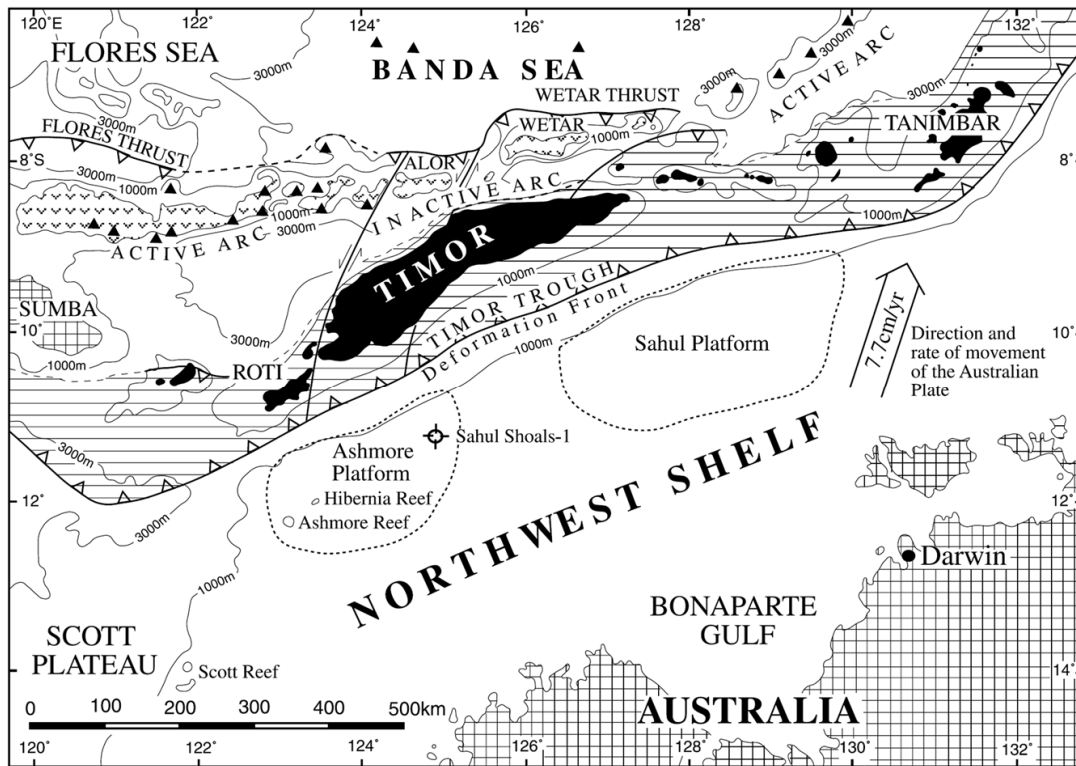 120°E
122°
124°
126°
128°
132°
FLORES SEA
BANDA SEA
3000m
3000m
3000m
3000m
ACTIVE ARC
WETAR THRUST
WETAR
1000m
3000m
TANIMBAR
FLORES THRUST
8°S
8°
3000m
1000m
ALOR
INACTIVE ARC
1000m
3000m
ACTIVE ARC
1000m
TIMOR
1000m
TIMOR TROUGH
Deformation Front
SUMBA
10°
10°
3000m
1000m
1000m
ROTI
Sahul Platform
7.7cm/yr
Direction and
rate of movement
of the Australian
Plate
3000m
Sahul Shoals-1
Ashmore
Platform
Hibernia Reef
Ashmore Reef
12°
12°
3000m
1000m
NORTHWEST SHELF
Darwin
BONAPARTE
GULF
SCOTT
PLATEAU
Scott Reef
14°
AUSTRALIA
0
100
200
300
400
500km
120°
122°
126°
128°
130°
132°